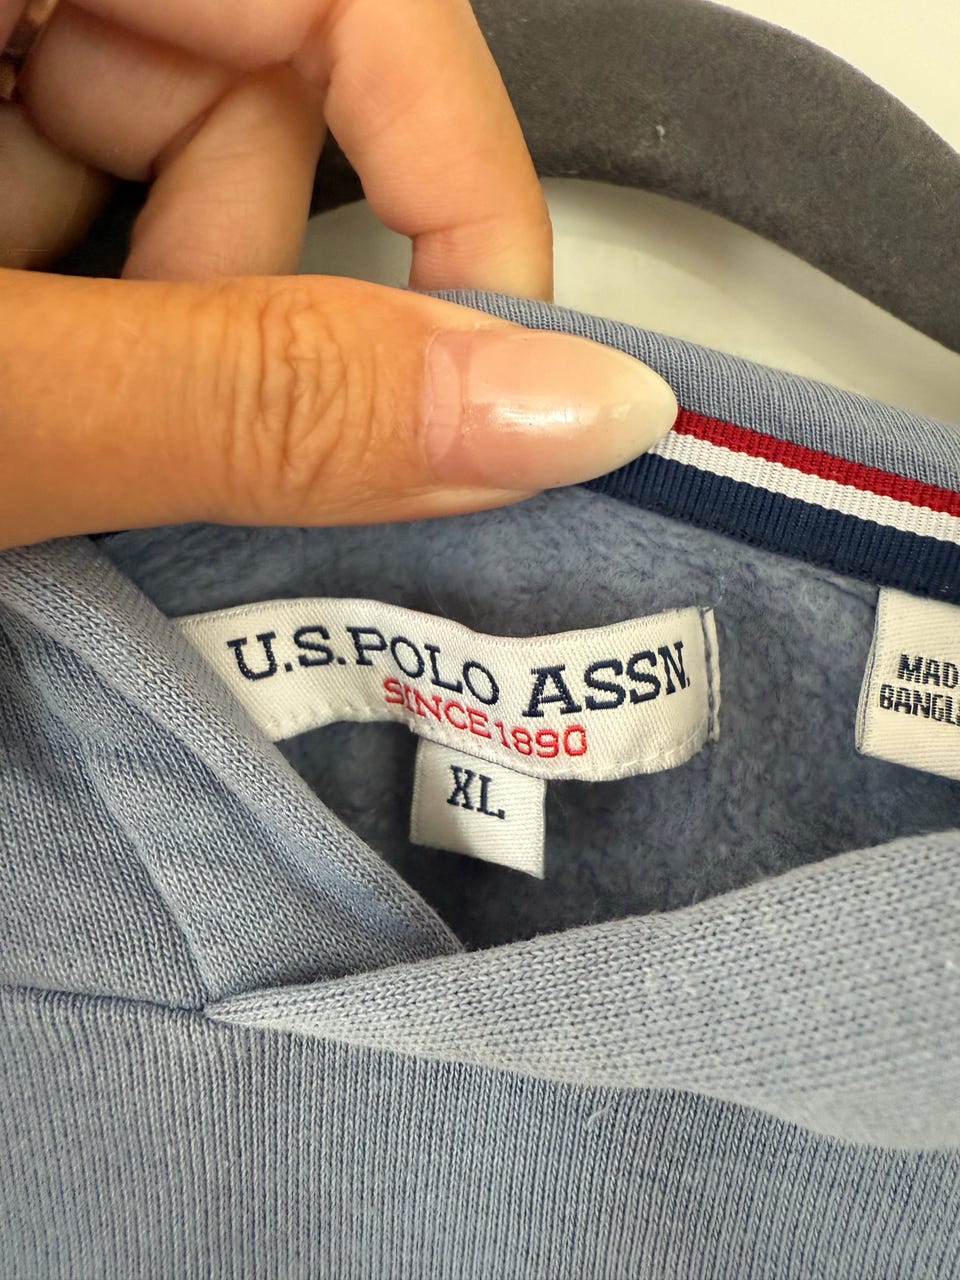 U.S. POLO ASSN.
SINCE 1890
XL